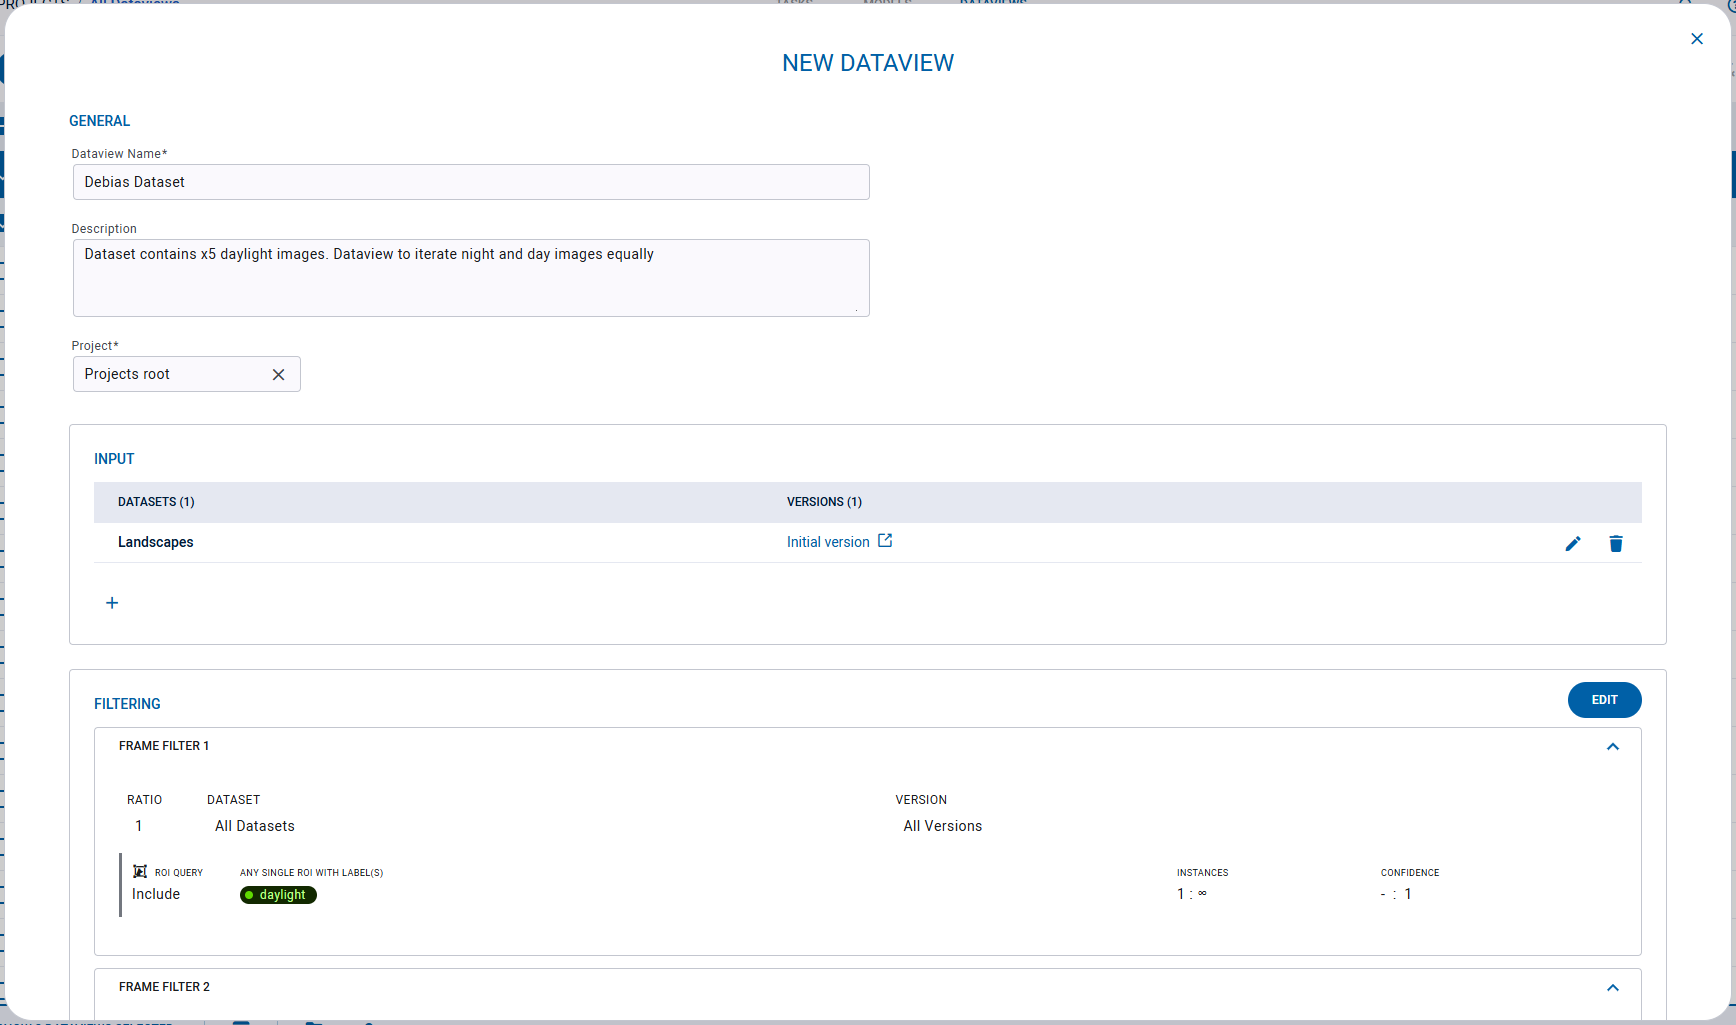 NEW DATAVIEW
GENERAL
Dataview Name*
Debias Dataset
Description
Dataset contains x5 daylight images. Dataview to iterate night and day images equally
Project*
Projects root
INPUT
DATASETS (1) VERSIONS (1)
Landscapes Initial version
FILTERING EDIT
FRAME FILTER 1
RATIO DATASET VERSION
1 All Datasets All Versions
ROI QUERY ANY SINGLE ROI WITH LABEL(S) INSTANCES CONFIDENCE
Include daylight 1 : ∞ - : 1
FRAME FILTER 2